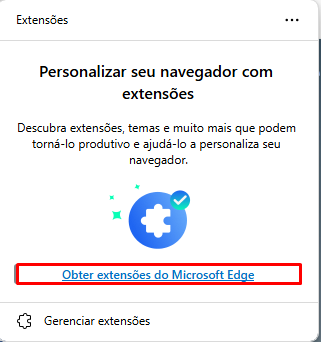 Extensões
Personalizar seu navegador com
extensões
Descubra extensões, temas e muito mais que podem
torná-lo produtivo e ajudá-lo a personaliza seu
navegador.
Obter extensões do Microsoft Edge
Gerenciar extensões